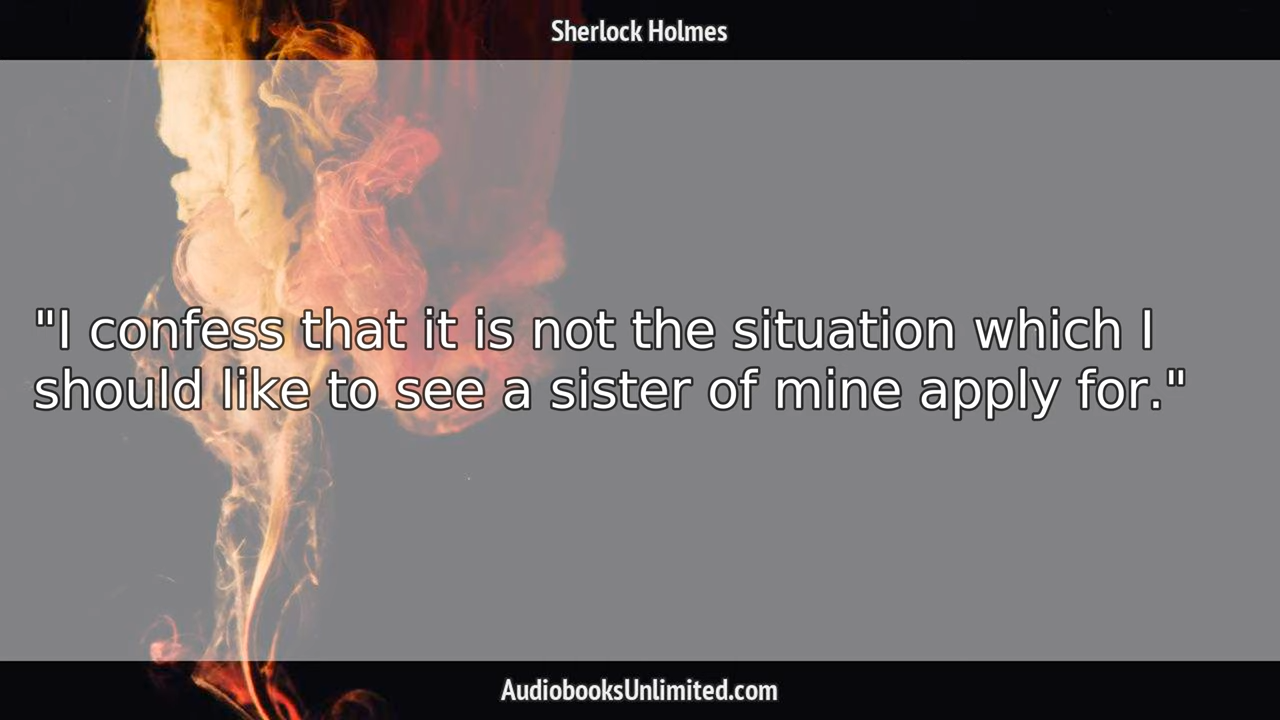 Sherlock Holmes
"I confess that it is not the situation which I
should like to see a sister of mine apply for."
AudiobooksUnlimited.com